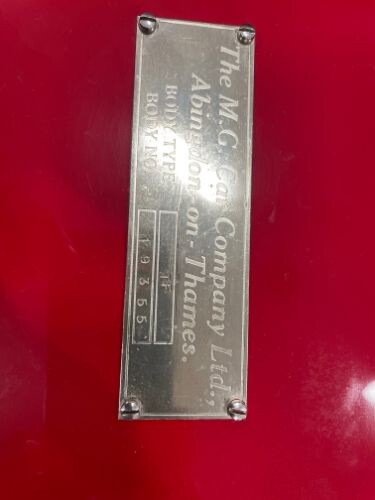 The M.G. Car Company Ltd.,
Abingdon-on-Thames.
BODY TYPE TF
BODY NO. 19355